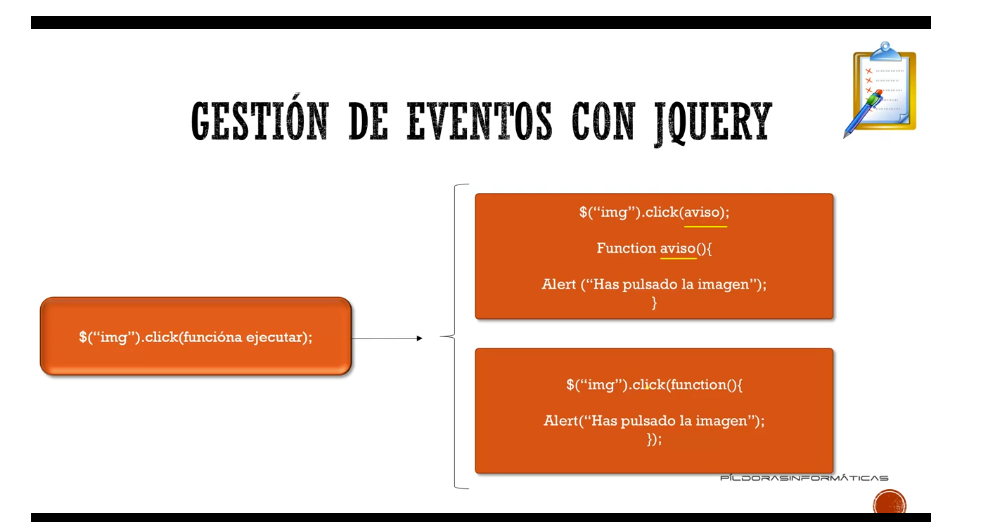 GESTIÓN DE EVENTOS CON JQUERY
$(“img”).click(funcióna ejecutar);
$(“img”).click(aviso);
Function aviso(){
Alert (“Has pulsado la imagen”);
}
$(“img”).click(function(){
Alert(“Has pulsado la imagen”);
});
PÍLDORASINFORMÁTICAS